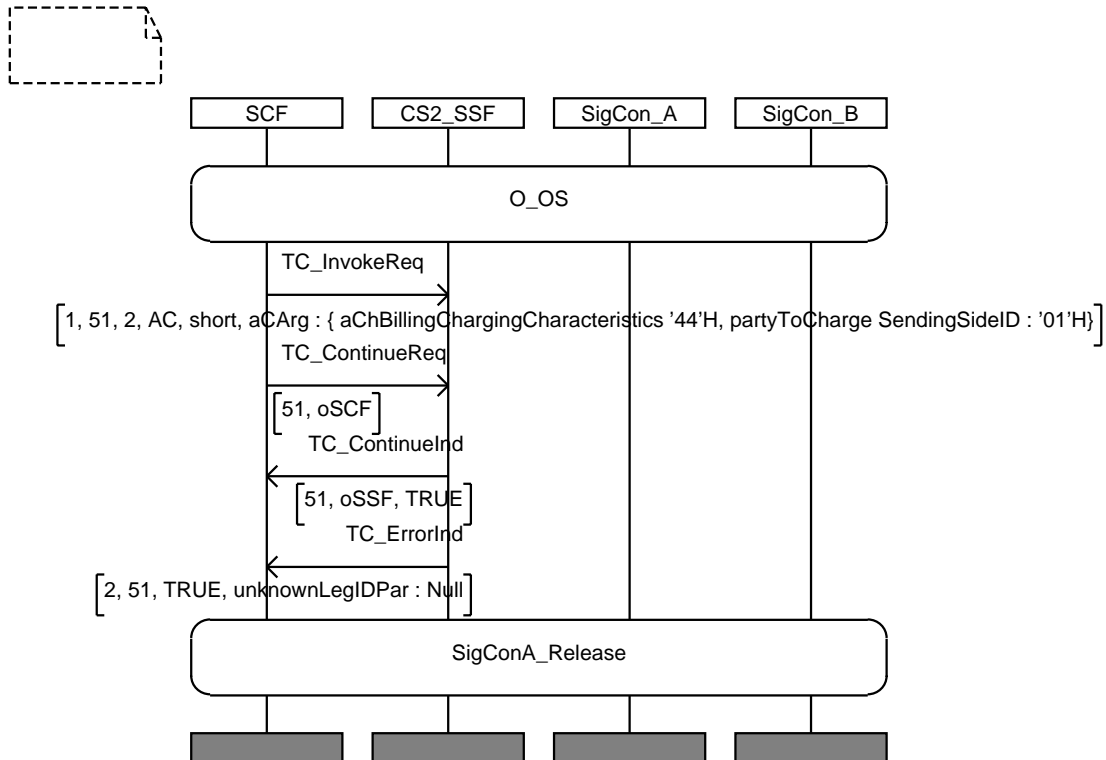 SCF CS2_SSF SigCon_A SigCon_B
O_OS
TC_InvokeReq
[1, 51, 2, AC, short, aCArg : { aChBillingChargingCharacteristics '44'H, partyToCharge SendingSideID : '01'H}]
TC_ContinueReq
[51, oSCF]
TC_ContinueInd
[51, oSSF, TRUE]
TC_ErrorInd
[2, 51, TRUE, unknownLegIDPar : Null]
SigConA_Release